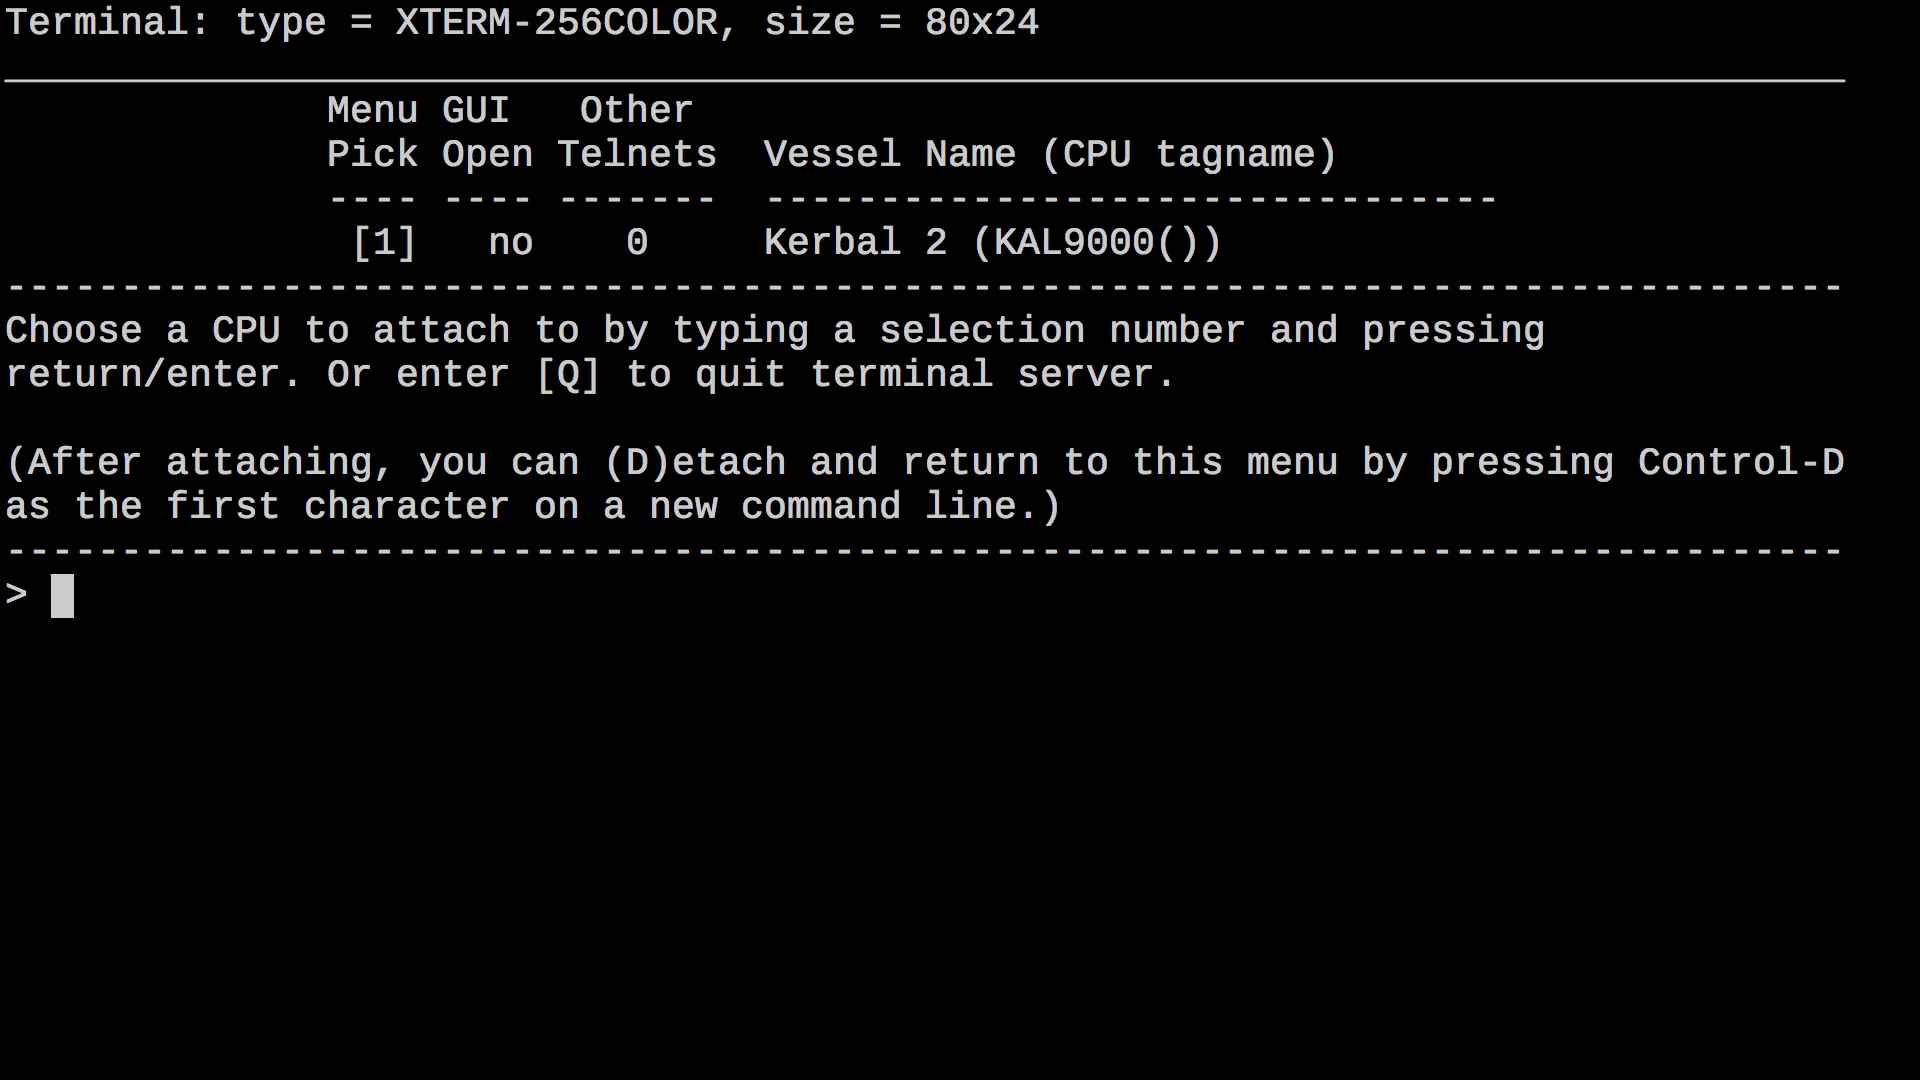 Terminal: type = XTERM-256COLOR, size = 80x24
________________________________________________________________________________
              Menu GUI   Other
              Pick Open Telnets  Vessel Name (CPU tagname)
              ---- ---- -------  --------------------------------
               [1]   no    0     Kerbal 2 (KAL9000())
--------------------------------------------------------------------------------
Choose a CPU to attach to by typing a selection number and pressing
return/enter. Or enter [Q] to quit terminal server.

(After attaching, you can (D)etach and return to this menu by pressing Control-D
as the first character on a new command line.)
--------------------------------------------------------------------------------
>